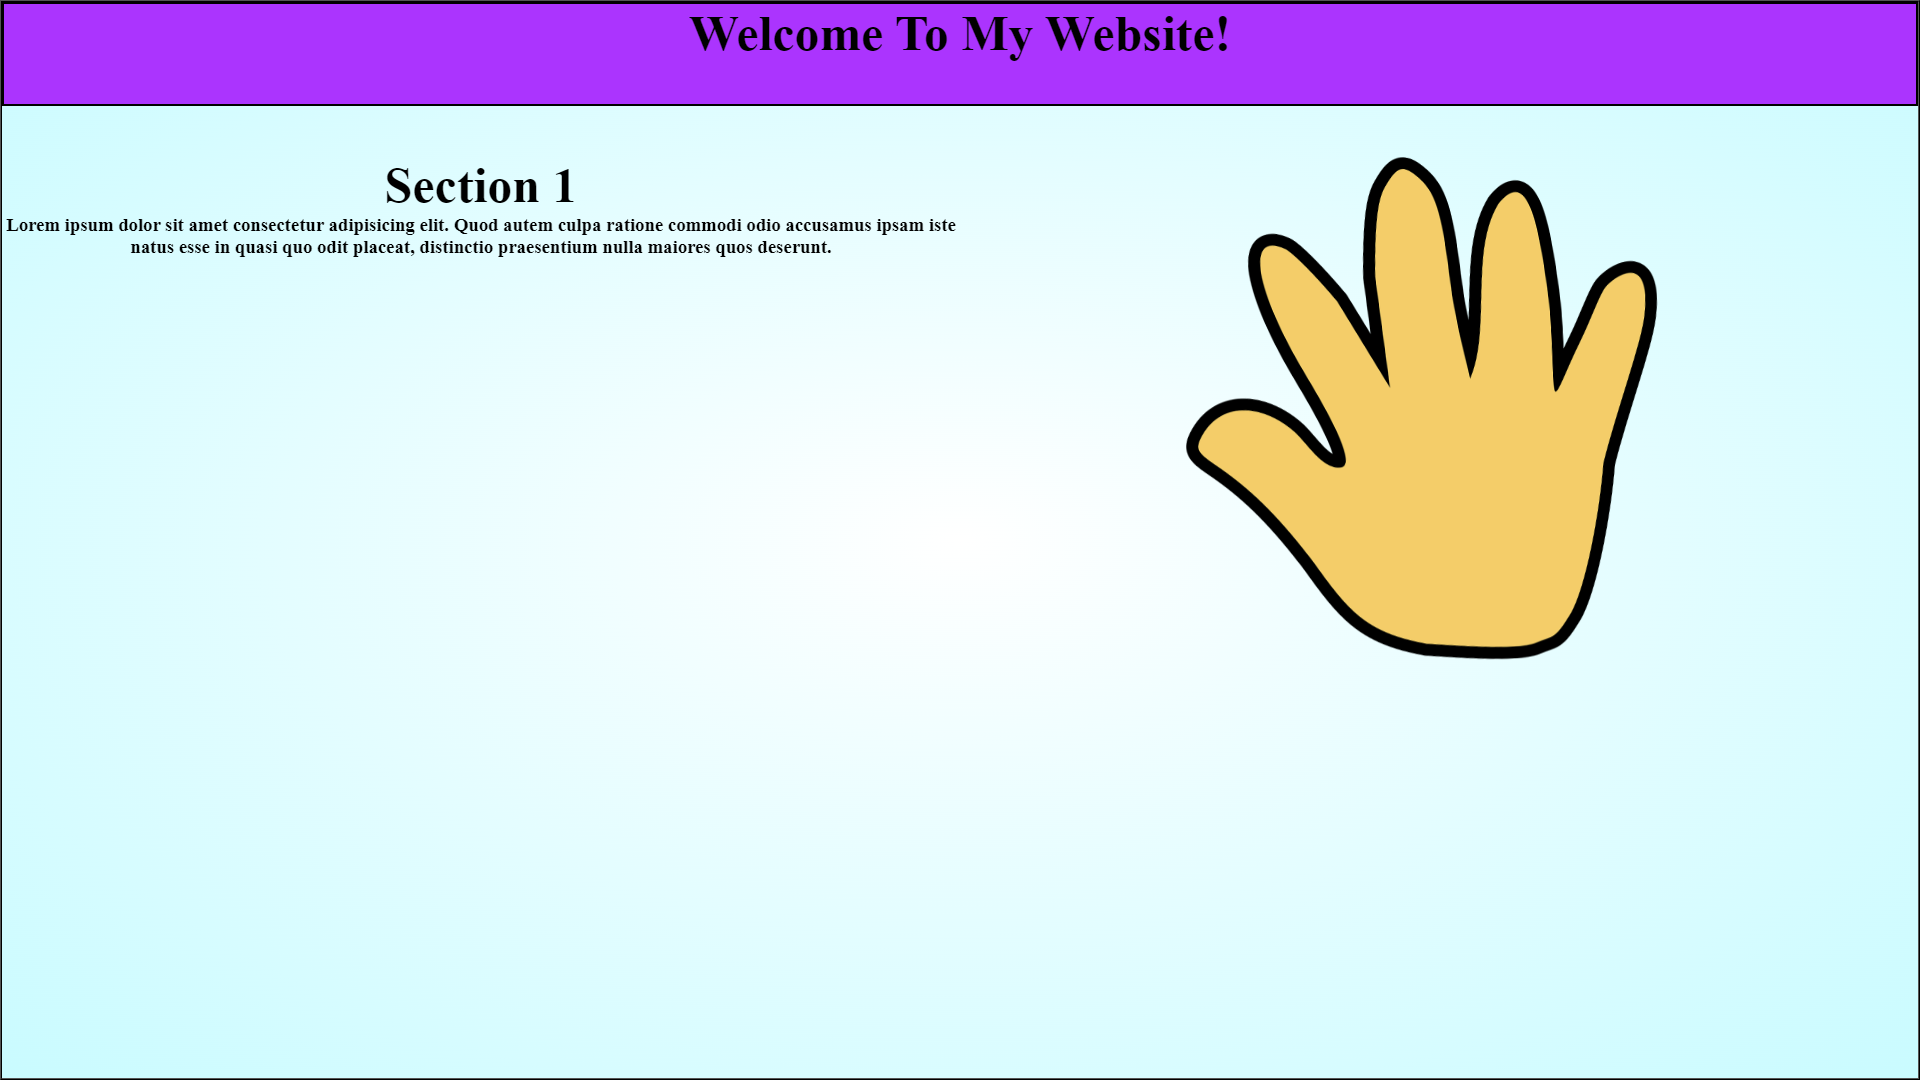 Welcome To My Website!
Section 1
Lorem ipsum dolor sit amet consectetur adipisicing elit. Quod autem culpa ratione commodi odio accusamus ipsam iste
natus esse in quasi quo odit placeat, distinctio praesentium nulla maiores quos deserunt.